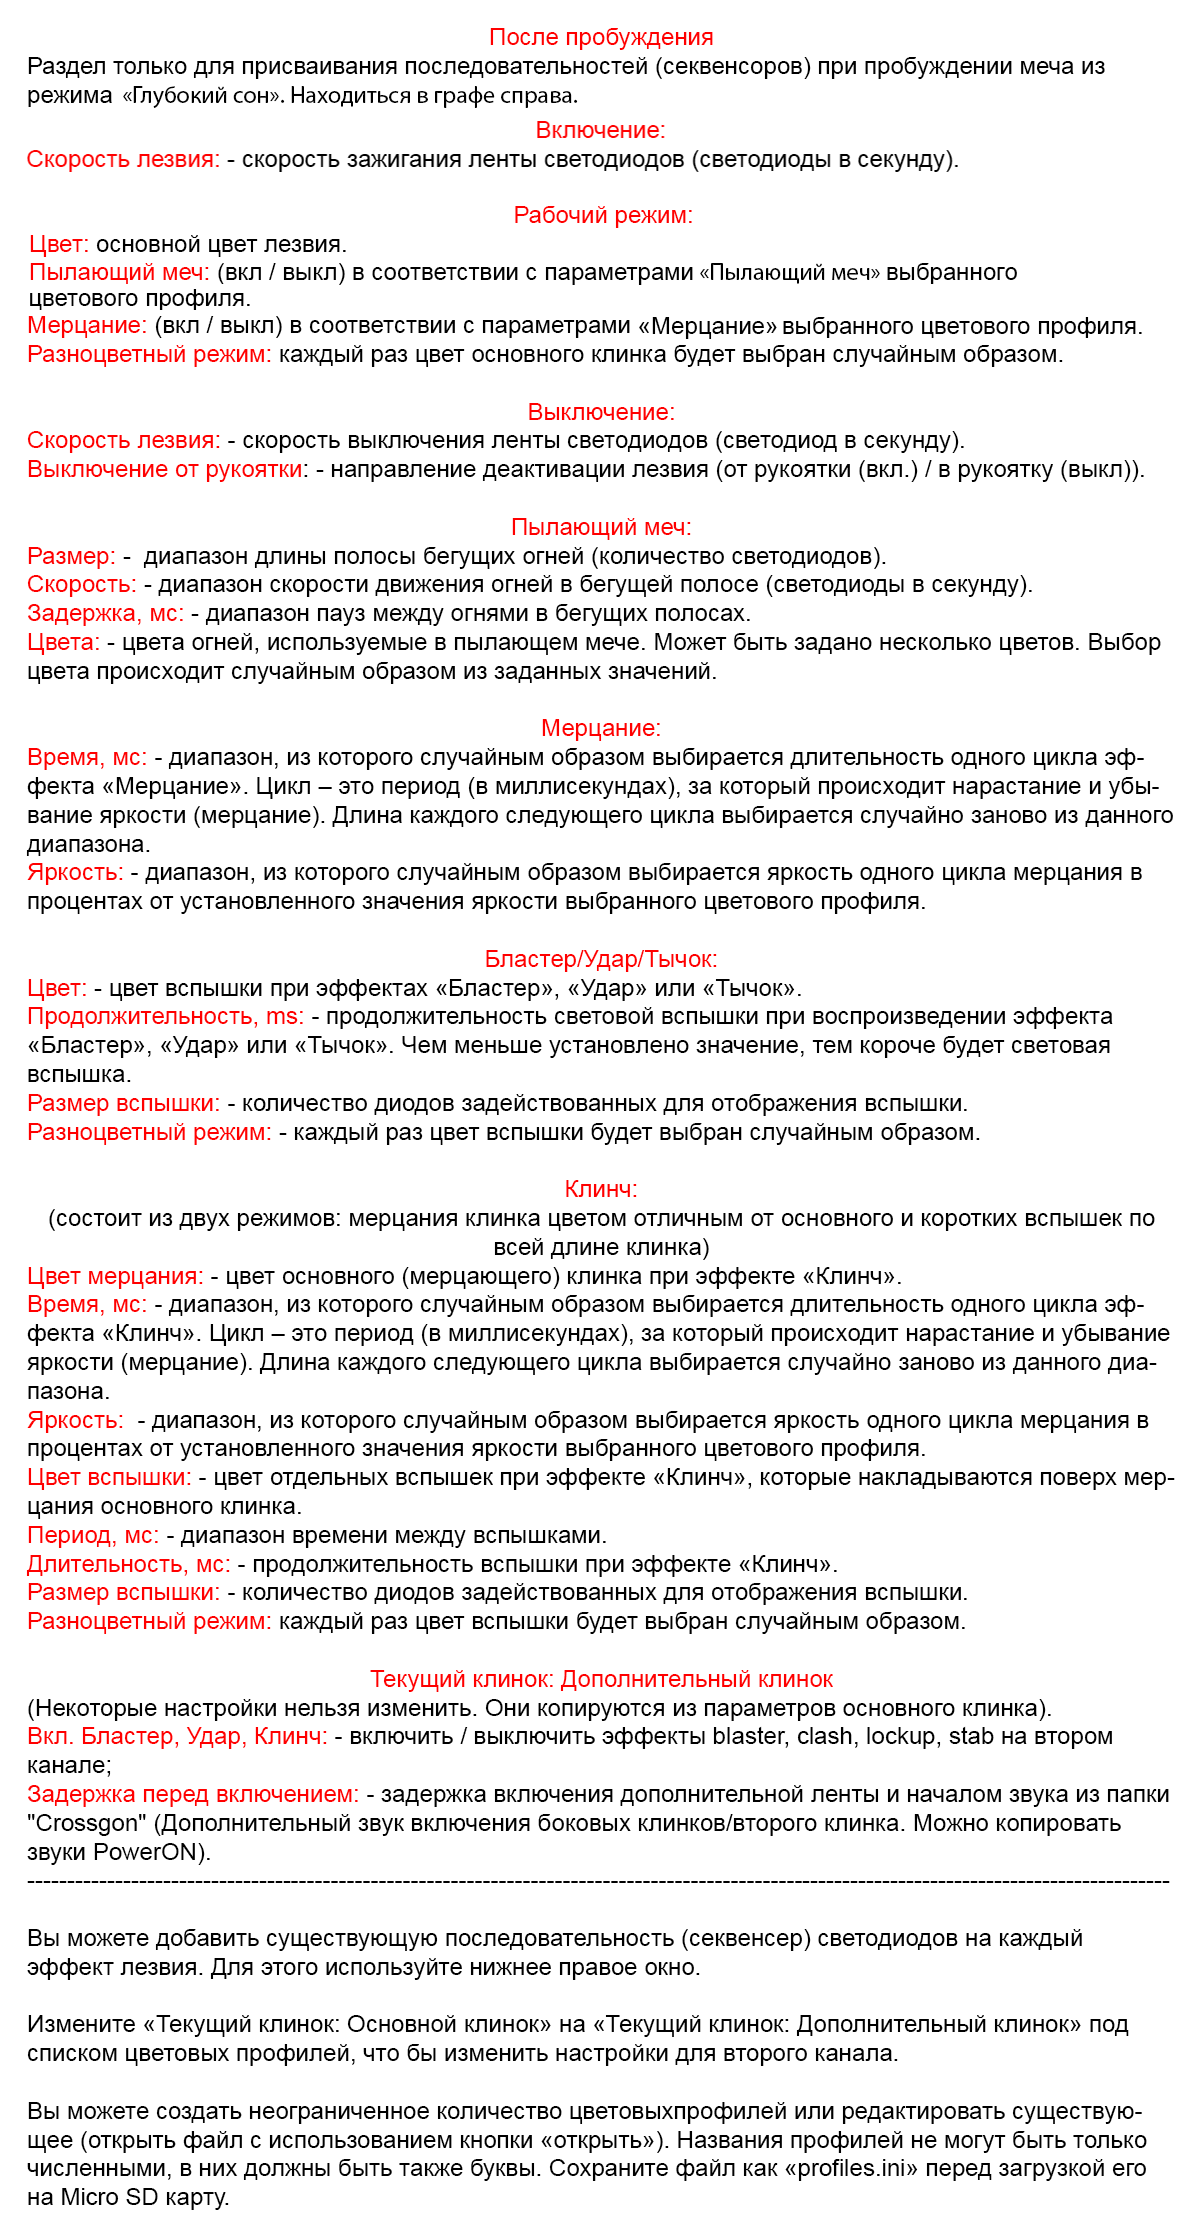 После пробуждения
Раздел только для присваивания последовательностей (секвенсоров) при пробуждении меча из
режима «Глубокий сон». Находиться в графе справа.
Включение:
Скорость лезвия: - скорость зажигания ленты светодиодов (светодиоды в секунду).
Рабочий режим:
Цвет: основной цвет лезвия.
Пылающий меч: (вкл / выкл) в соответствии с параметрами «Пылающий меч» выбранного
цветового профиля.
Мерцание: (вкл / выкл) в соответствии с параметрами «Мерцание» выбранного цветового профиля.
Разноцветный режим: каждый раз цвет основного клинка будет выбран случайным образом.
Выключение:
Скорость лезвия: - скорость выключения ленты светодиодов (светодиод в секунду).
Выключение от рукоятки: - направление деактивации лезвия (от рукоятки (вкл.) / в рукоятку (выкл)).
Пылающий меч:
Размер: -  диапазон длины полосы бегущих огней (количество светодиодов).
Скорость: - диапазон скорости движения огней в бегущей полосе (светодиоды в секунду).
Задержка, мс: - диапазон пауз между огнями в бегущих полосах.
Цвета: - цвета огней, используемые в пылающем мече. Может быть задано несколько цветов. Выбор
цвета происходит случайным образом из заданных значений.
Мерцание:
Время, мс: - диапазон, из которого случайным образом выбирается длительность одного цикла эф-
фекта «Мерцание». Цикл – это период (в миллисекундах), за который происходит нарастание и убы-
вание яркости (мерцание). Длина каждого следующего цикла выбирается случайно заново из данного
диапазона.
Яркость: - диапазон, из которого случайным образом выбирается яркость одного цикла мерцания в
процентах от установленного значения яркости выбранного цветового профиля.
Бластер/Удар/Тычок:
Цвет: - цвет вспышки при эффектах «Бластер», «Удар» или «Тычок».
Продолжительность, ms: - продолжительность световой вспышки при воспроизведении эффекта
«Бластер», «Удар» или «Тычок». Чем меньше установлено значение, тем короче будет световая
вспышка.
Размер вспышки: - количество диодов задействованных для отображения вспышки.
Разноцветный режим: - каждый раз цвет вспышки будет выбран случайным образом.
Клинч:
(состоит из двух режимов: мерцания клинка цветом отличным от основного и коротких вспышек по
всей длине клинка)
Цвет мерцания: - цвет основного (мерцающего) клинка при эффекте «Клинч».
Время, мс: - диапазон, из которого случайным образом выбирается длительность одного цикла эф-
фекта «Клинч». Цикл – это период (в миллисекундах), за который происходит нарастание и убывание
яркости (мерцание). Длина каждого следующего цикла выбирается случайно заново из данного диа-
пазона.
Яркость:  - диапазон, из которого случайным образом выбирается яркость одного цикла мерцания в
процентах от установленного значения яркости выбранного цветового профиля.
Цвет вспышки: - цвет отдельных вспышек при эффекте «Клинч», которые накладываются поверх мер-
цания основного клинка.
Период, мс: - диапазон времени между вспышками.
Длительность, мс: - продолжительность вспышки при эффекте «Клинч».
Размер вспышки: - количество диодов задействованных для отображения вспышки.
Разноцветный режим: каждый раз цвет вспышки будет выбран случайным образом.
Текущий клинок: Дополнительный клинок
(Некоторые настройки нельзя изменить. Они копируются из параметров основного клинка).
Вкл. Бластер, Удар, Клинч: - включить / выключить эффекты blaster, clash, lockup, stab на втором
канале;
Задержка перед включением: - задержка включения дополнительной ленты и началом звука из папки
"Crossgon" (Дополнительный звук включения боковых клинков/второго клинка. Можно копировать
звуки PowerON).
-----------------------------------------------------------------------------------------------------------------------------------------------
Вы можете добавить существующую последовательность (секвенсер) светодиодов на каждый
эффект лезвия. Для этого используйте нижнее правое окно.
Измените «Текущий клинок: Основной клинок» на «Текущий клинок: Дополнительный клинок» под
списком цветовых профилей, что бы изменить настройки для второго канала.
Вы можете создать неограниченное количество цветовыхпрофилей или редактировать существую-
щее (открыть файл с использованием кнопки «открыть»). Названия профилей не могут быть только
численными, в них должны быть также буквы. Сохраните файл как «profiles.ini» перед загрузкой его
на Micro SD карту.